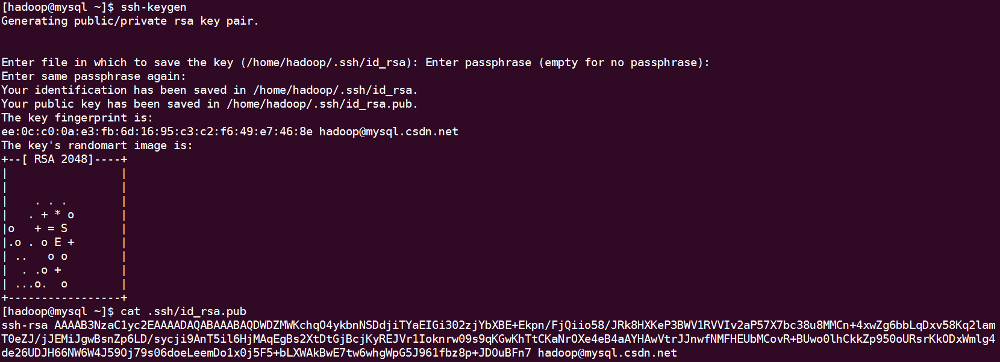 [hadoop@mysql ~]$ ssh-keygen
Generating public/private rsa key pair.
Enter file in which to save the key (/home/hadoop/.ssh/id_rsa): Enter passphrase (empty for no passphrase):
Enter same passphrase again:
Your identification has been saved in /home/hadoop/.ssh/id_rsa.
Your public key has been saved in /home/hadoop/.ssh/id_rsa.pub.
The key fingerprint is:
ee:0c:c0:0a:e3:fb:6d:16:95:c3:c2:f6:49:e7:46:8e hadoop@mysql.csdn.net
The key's randomart image is:
+--[ RSA 2048]----+
|                 |
|                 |
|    . . .        |
|   . + * o       |
|o   + = S        |
|.o . o E +       |
| ..   o o        |
|  . .o +         |
| ...o.  o        |
+-----------------+
[hadoop@mysql ~]$ cat .ssh/id_rsa.pub
ssh-rsa AAAAB3NzaC1yc2EAAAADAQABAAABAQDWDZMWKchqO4ykbnNSDdjiTYaEIGi302zjYbXBE+Ekpn/FjQiio58/JRk8HXKeP3BWV1RVVIv2aP57X7bc38u8MMCn+4xwZg6bbLqDxv58Kq2lam
T0eZJ/jJEMiJgwBsnZp6LD/sycji9AnT5il6HjMAqEgBs2XtDtGjBcjKyREJVr1Ioknrw09s9qKGwKhTtCKaNrOXe4eB4aAYHAwVtrJJnwfNMFHEUbMCovR+BUwo0lhCkkZp950oURsrKkODxWmlg4
de26UDJH66NW6W4J59Oj79s06doeLeemDo1x0j5F5+bLXWAkBwE7tw6whgWpG5J961fbz8p+JDOuBFn7 hadoop@mysql.csdn.net